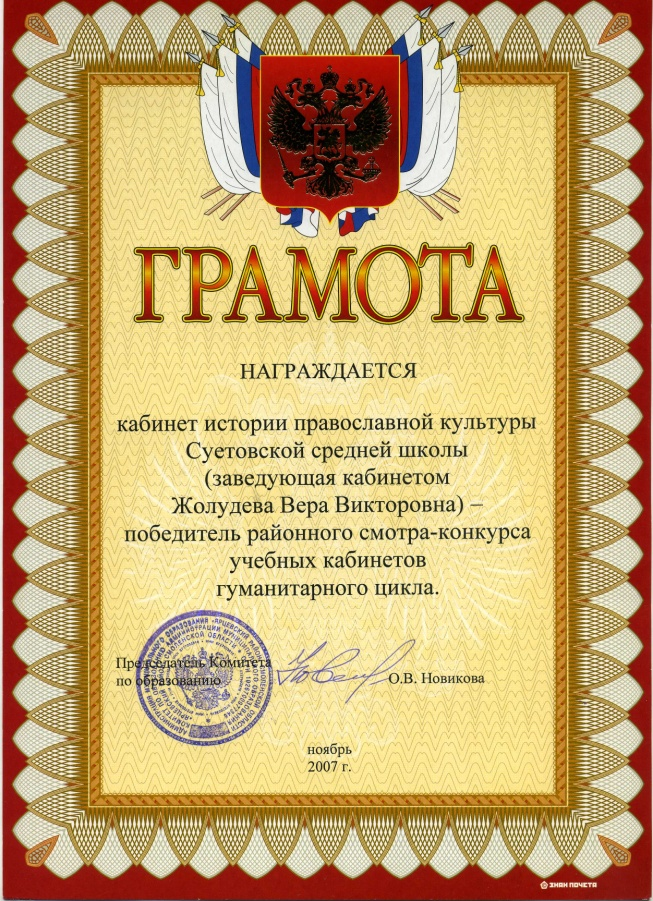 ГРАМОТА
НАГРАЖДАЕТСЯ
кабинет истории православной культуры
Суетовской средней школы
(заведующая кабинетом
Жолудева Вера Викторовна) –
победитель районного смотра-конкурса
учебных кабинетов
гуманитарного цикла.
Председатель Комитета
по образованию
О.В. Новикова
ноябрь
2007 г.
ЗНАК ПОЧЕТА